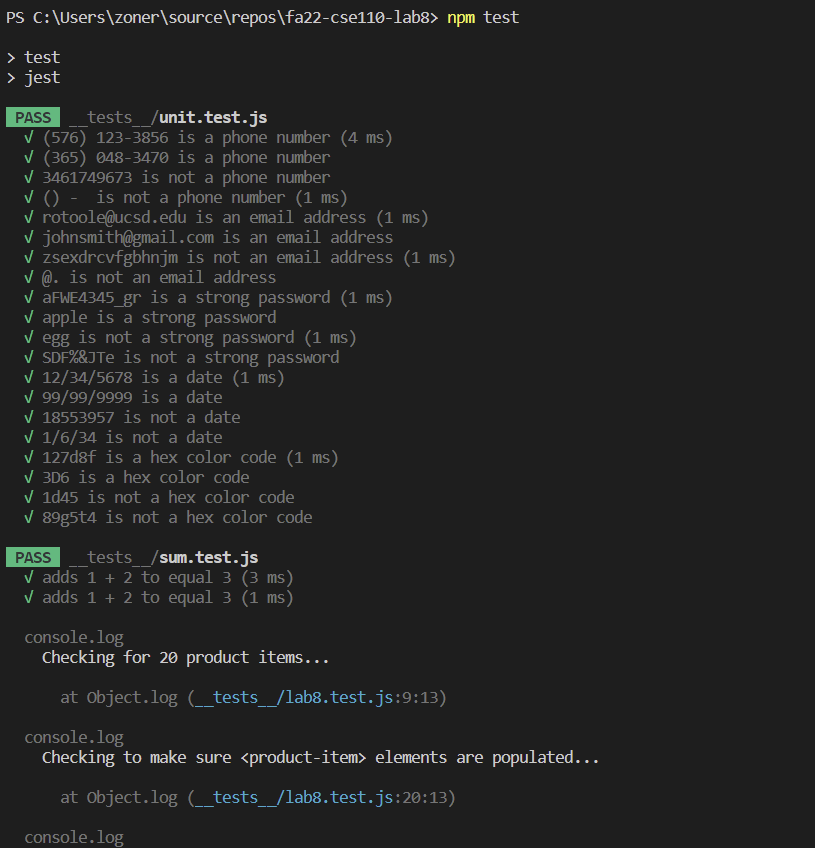 PS C:\Users\zoner\source\repos\fa22-cse110-lab8> npm test
> test
> jest
PASS __tests__/unit.test.js
√ (576) 123-3856 is a phone number (4 ms)
√ (365) 048-3470 is a phone number
√ 3461749673 is not a phone number
√ () -  is not a phone number (1 ms)
√ rotoole@ucsd.edu is an email address (1 ms)
√ johnsmith@gmail.com is an email address
√ zsexdrcvfgbhnjm is not an email address (1 ms)
√ @. is not an email address
√ aFWE4345_gr is a strong password (1 ms)
√ apple is a strong password
√ egg is not a strong password (1 ms)
√ SDF%&JTe is not a strong password
√ 12/34/5678 is a date (1 ms)
√ 99/99/9999 is a date
√ 18553957 is not a date
√ 1/6/34 is not a date
√ 127d8f is a hex color code (1 ms)
√ 3D6 is a hex color code
√ 1d45 is not a hex color code
√ 89g5t4 is not a hex color code
PASS __tests__/sum.test.js
√ adds 1 + 2 to equal 3 (3 ms)
√ adds 1 + 2 to equal 3 (1 ms)
console.log
Checking for 20 product items...
at Object.log (__tests__/lab8.test.js:9:13)
console.log
Checking to make sure <product-item> elements are populated...
at Object.log (__tests__/lab8.test.js:20:13)
console.log